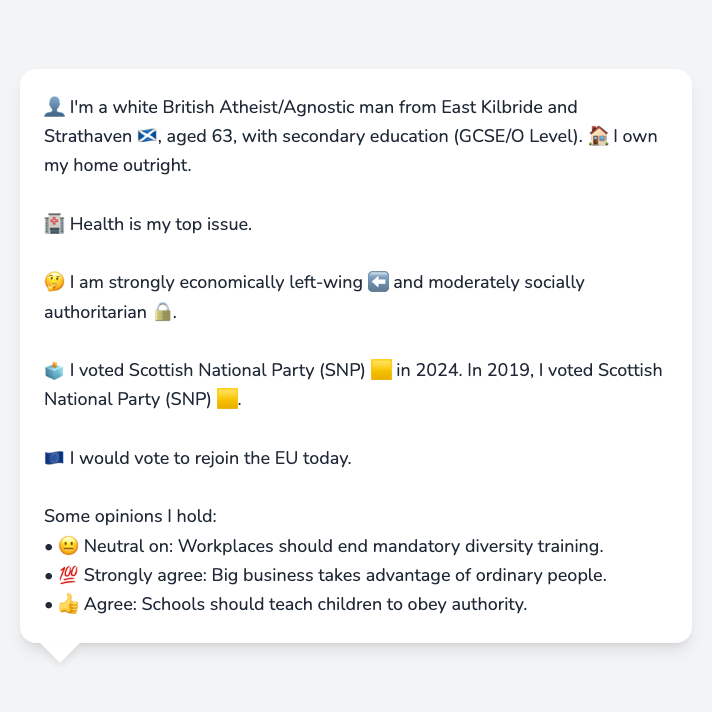 👤 I'm a white British Atheist/Agnostic man from East Kilbride and
Strathaven 🏴󠁧󠁢󠁳󠁣󠁴󠁿, aged 63, with secondary education (GCSE/O Level). 🏠 I own
my home outright.
🏥 Health is my top issue.
🤔 I am strongly economically left-wing ⬅️ and moderately socially
authoritarian 🔒.
🗳️ I voted Scottish National Party (SNP) 🟨 in 2024. In 2019, I voted Scottish
National Party (SNP) 🟨.
🇪🇺 I would vote to rejoin the EU today.
Some opinions I hold:
• 😐 Neutral on: Workplaces should end mandatory diversity training.
• 💯 Strongly agree: Big business takes advantage of ordinary people.
• 👍 Agree: Schools should teach children to obey authority.